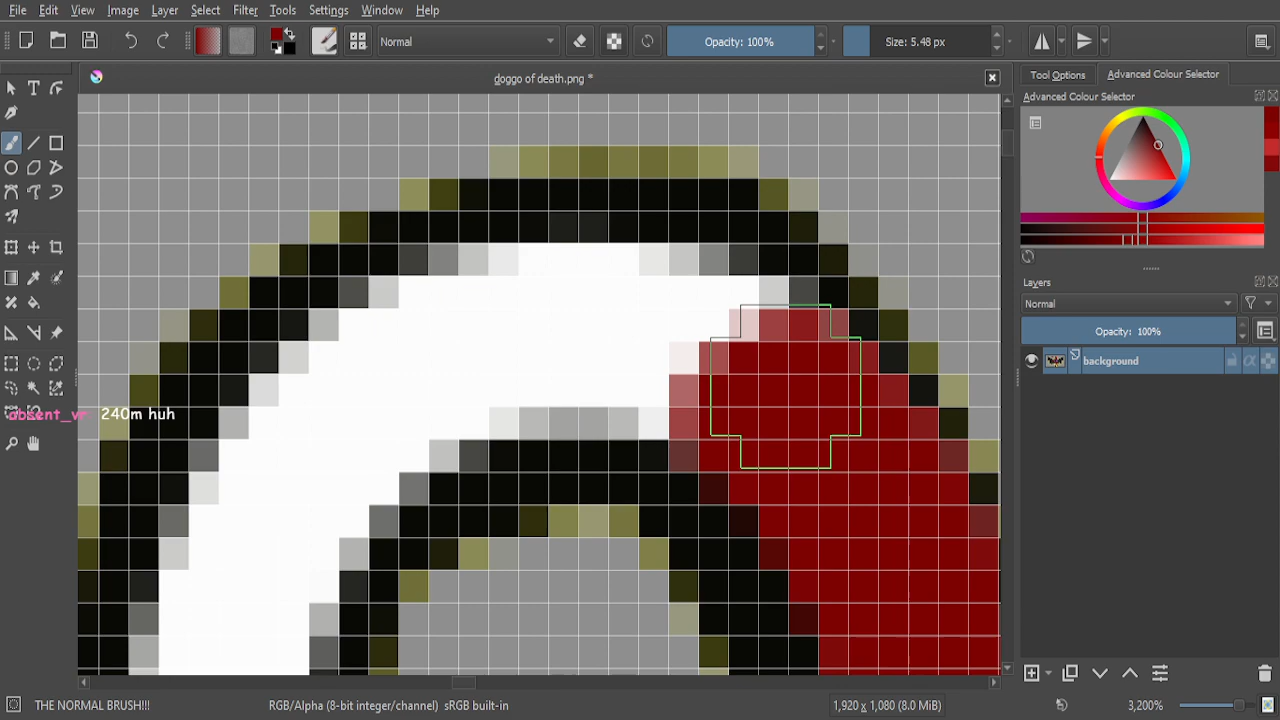 File Edit View Image Layer Select Filter Tools Settings Window Help
Normal Opacity: 100% Size: 5.48 px
doggo of death.png *
Tool Options Advanced Colour Selector
Advanced Colour Selector
Layers
Normal
Opacity: 100%
background
absent_vr: 240m huh
THE NORMAL BRUSH!!! RGB/Alpha (8-bit integer/channel) sRGB built-in 1,920 x 1,080 (8.0 MiB) 3,200%